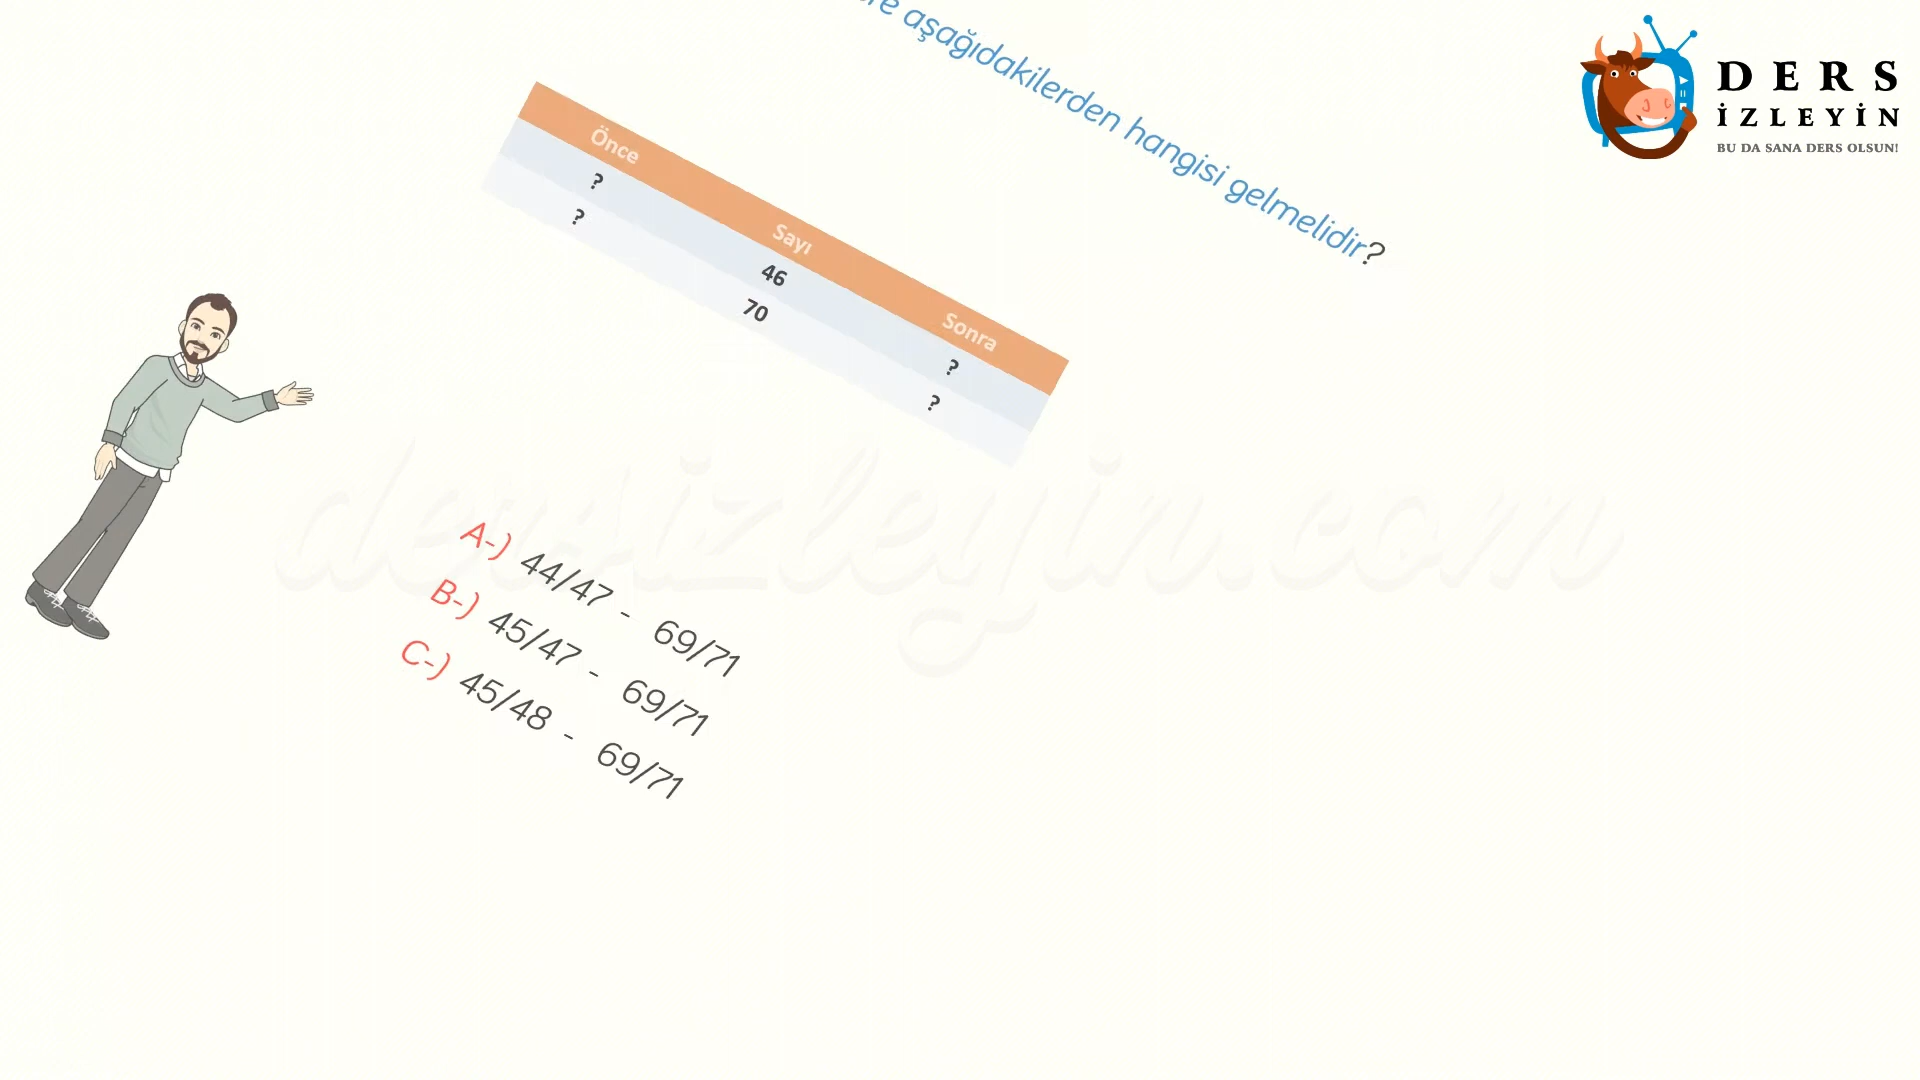 aşağıdakilerden hangisi gelmelidir?
DERS
İZLEYİN
BU DA SANA DERS OLSUN!
Önce Sayı Sonra
? 46 ?
? 70 ?
dersizleyin.com
A-) 44/47 - 69/71
B-) 45/47 - 69/71
C-) 45/48 - 69/71